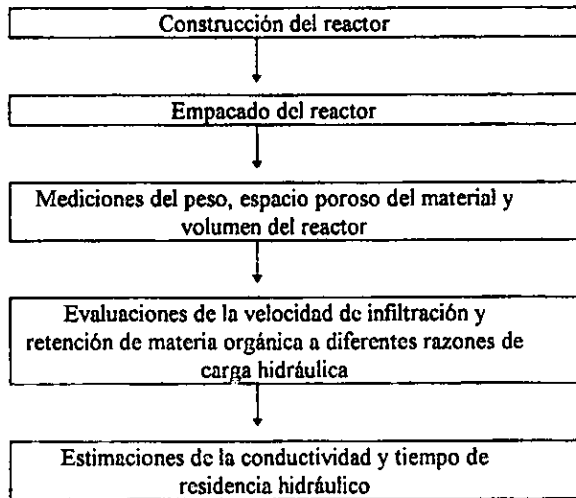 Construcción del reactor
Empacado del reactor
Mediciones del peso, espacio poroso del material y
volumen del reactor
Evaluaciones de la velocidad de infiltración y
retención de materia orgánica a diferentes razones de
carga hidráulica
Estimaciones de la conductividad y tiempo de
residencia hidráulico